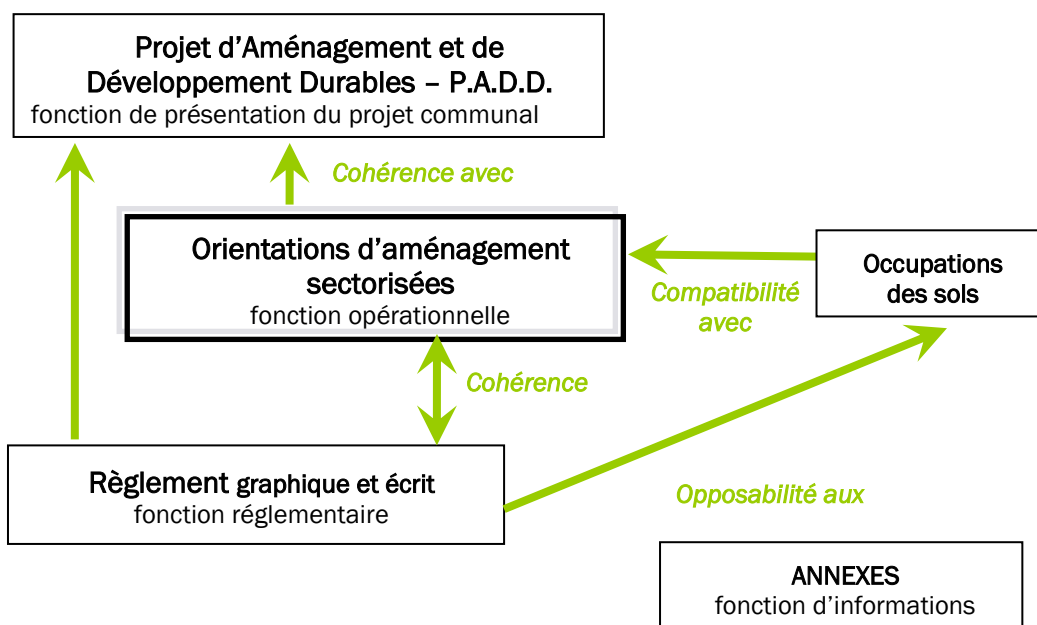 Projet d’Aménagement et de
Développement Durables – P.A.D.D.
fonction de présentation du projet communal
Cohérence avec
Orientations d’aménagement
sectorisées
fonction opérationnelle
Occupations
des sols
Compatibilité
avec
Cohérence
Règlement graphique et écrit
fonction réglementaire
Opposabilité aux
ANNEXES
fonction d’informations